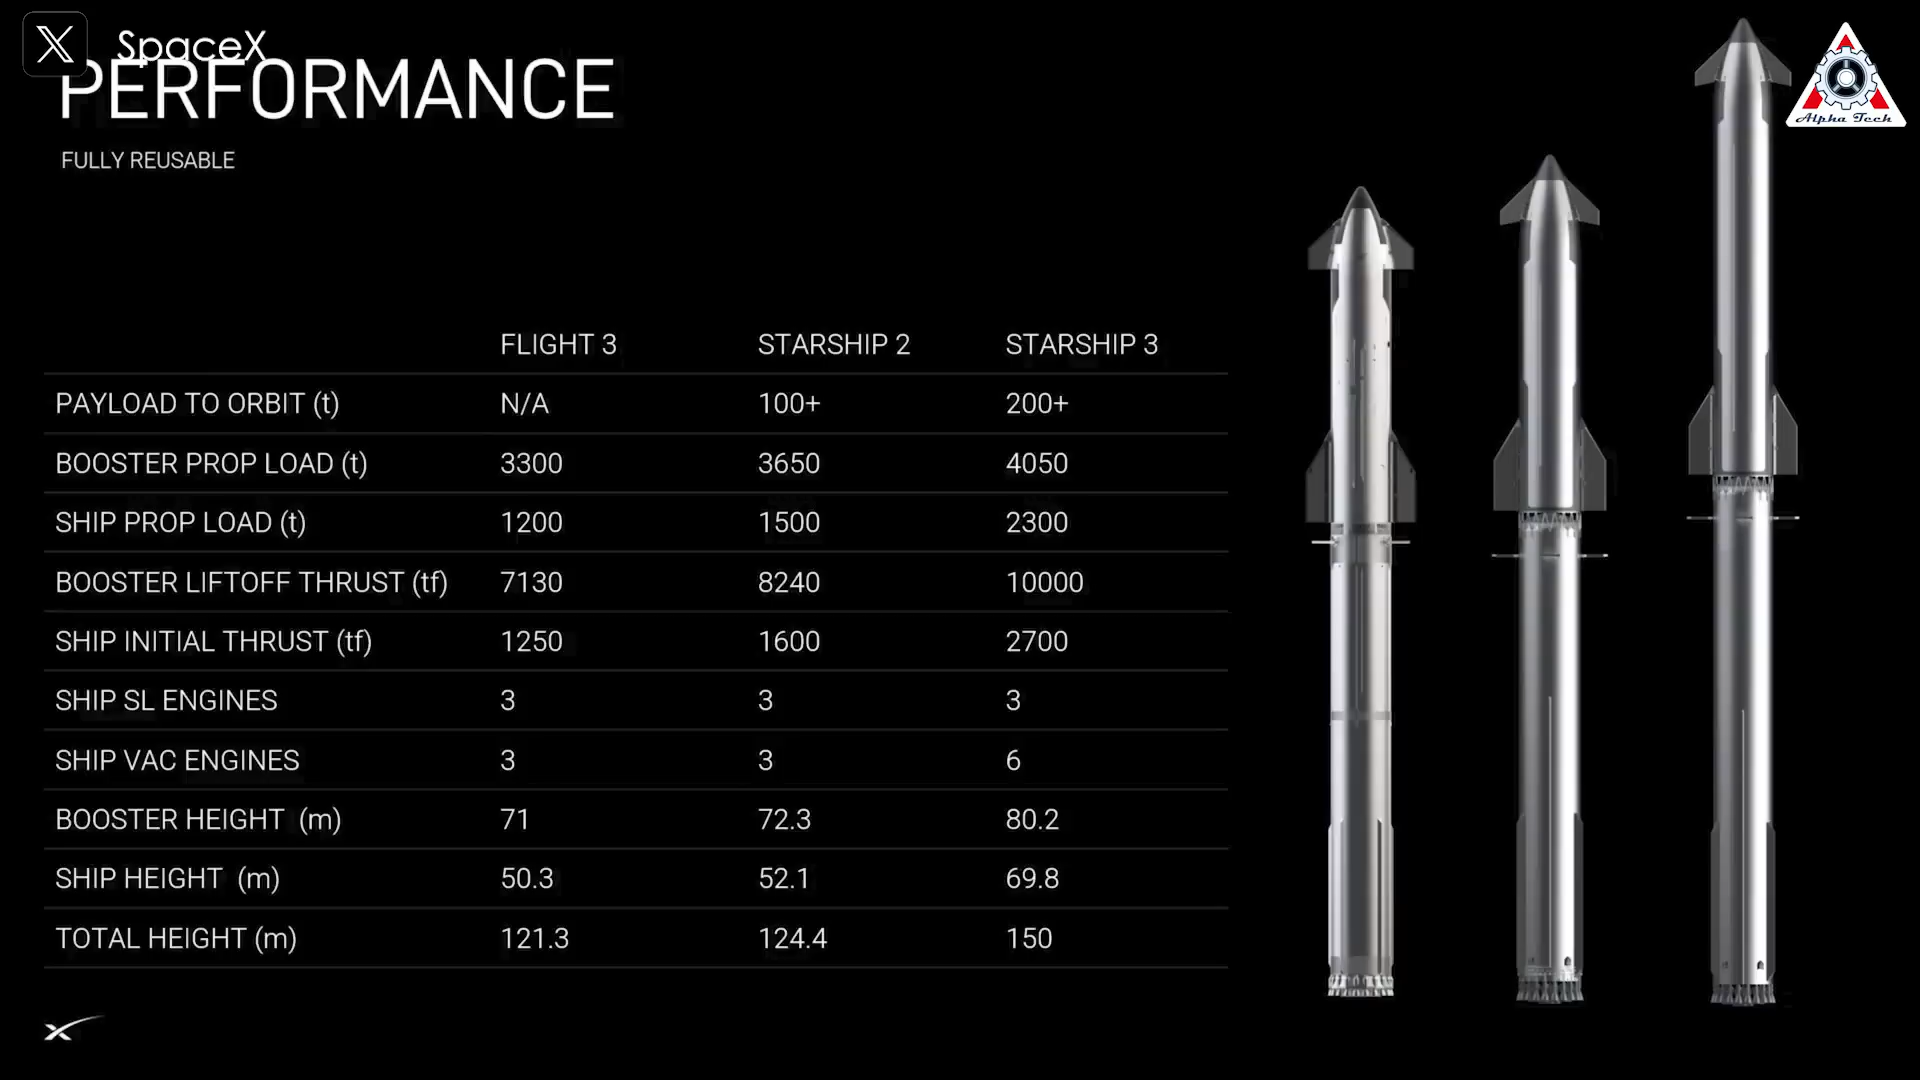 SpaceX
PERFORMANCE
FULLY REUSABLE
Alpha Tech
FLIGHT 3 STARSHIP 2 STARSHIP 3
PAYLOAD TO ORBIT (t) N/A 100+ 200+
BOOSTER PROP LOAD (t) 3300 3650 4050
SHIP PROP LOAD (t) 1200 1500 2300
BOOSTER LIFTOFF THRUST (tf) 7130 8240 10000
SHIP INITIAL THRUST (tf) 1250 1600 2700
SHIP SL ENGINES 3 3 3
SHIP VAC ENGINES 3 3 6
BOOSTER HEIGHT (m) 71 72.3 80.2
SHIP HEIGHT (m) 50.3 52.1 69.8
TOTAL HEIGHT (m) 121.3 124.4 150